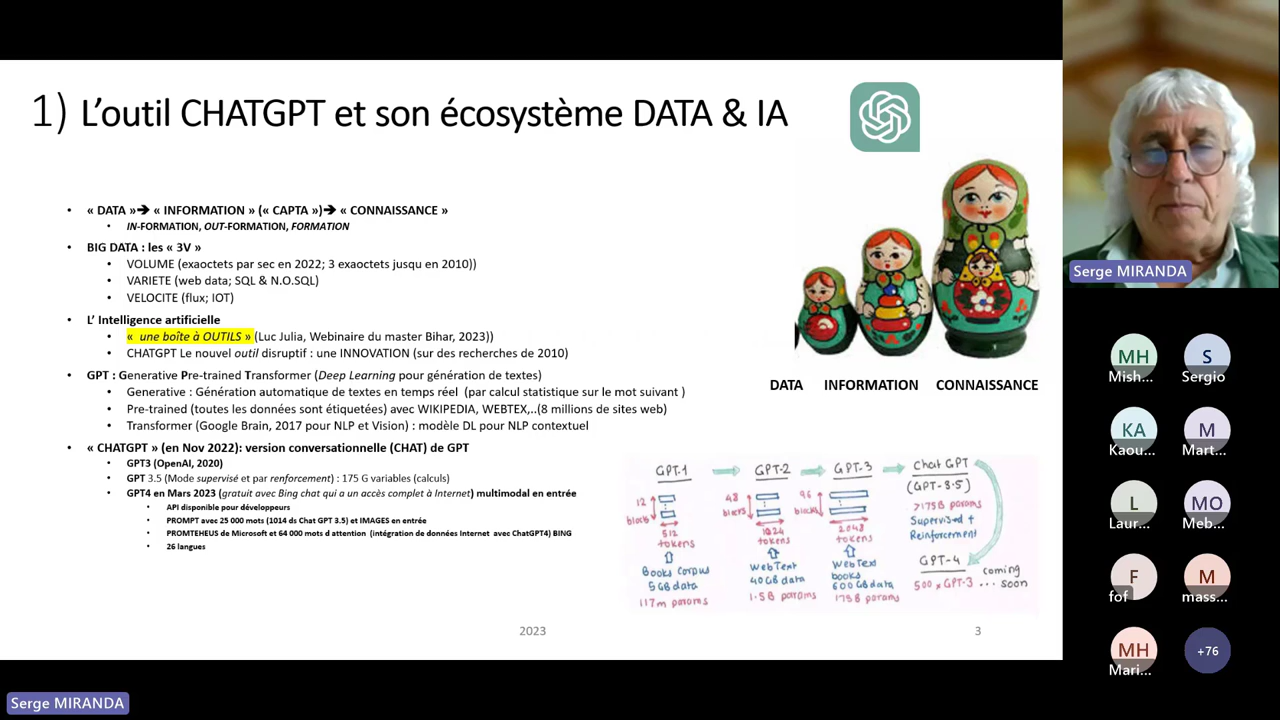 1) L'outil CHATGPT et son écosystème DATA & IA
• « DATA »➔ « INFORMATION » (« CAPTA »)➔ « CONNAISSANCE »
• IN-FORMATION, OUT-FORMATION, FORMATION
• BIG DATA : les « 3V »
• VOLUME (exaoctets par sec en 2022; 3 exaoctets jusqu en 2010))
• VARIETE (web data; SQL & N.O.SQL)
• VELOCITE (flux; IOT)
• L' Intelligence artificielle
• « une boîte à OUTILS » (Luc Julia, Webinaire du master Bihar, 2023))
• CHATGPT Le nouvel outil disruptif : une INNOVATION (sur des recherches de 2010)
• GPT : Generative Pre-trained Transformer (Deep Learning pour génération de textes)
• Generative : Génération automatique de textes en temps réel (par calcul statistique sur le mot suivant )
• Pre-trained (toutes les données sont étiquetées) avec WIKIPEDIA, WEBTEX,..(8 millions de sites web)
• Transformer (Google Brain, 2017 pour NLP et Vision) : modèle DL pour NLP contextuel
• « CHATGPT » (en Nov 2022): version conversationnelle (CHAT) de GPT
• GPT3 (OpenAI, 2020)
• GPT 3.5 (Mode supervisé et par renforcement) : 175 G variables (calculs)
• GPT4 en Mars 2023 (gratuit avec Bing chat qui a un accès complet à Internet) multimodal en entrée
• API disponible pour développeurs
• PROMPT avec 25 000 mots (1014 ds Chat GPT 3.5) et IMAGES en entrée
• PROMTEHEUS de Microsoft et 64 000 mots d attention (intégration de données Internet avec ChatGPT4) BING
• 26 langues
DATA INFORMATION CONNAISSANCE
GPT-1
12 blocks
512 tokens
Books Corpus
5GB data
117m params
GPT-2
48 blocks
1024 tokens
WebText
40GB data
1.5B params
GPT-3
96 blocks
2048 tokens
WebText
books
600GB data
175B params
Chat GPT
(GPT-3.5)
>175B params
Supervised +
Reinforcement
GPT-4
500 x GPT-3
coming
... soon
2023
3
Serge MIRANDA
MH
Mish...
S
Sergio
KA
Kaou...
M
Mart...
L
Laur...
MO
Meb...
F
fof
M
mass...
MH
Mari...
+76
Serge MIRANDA